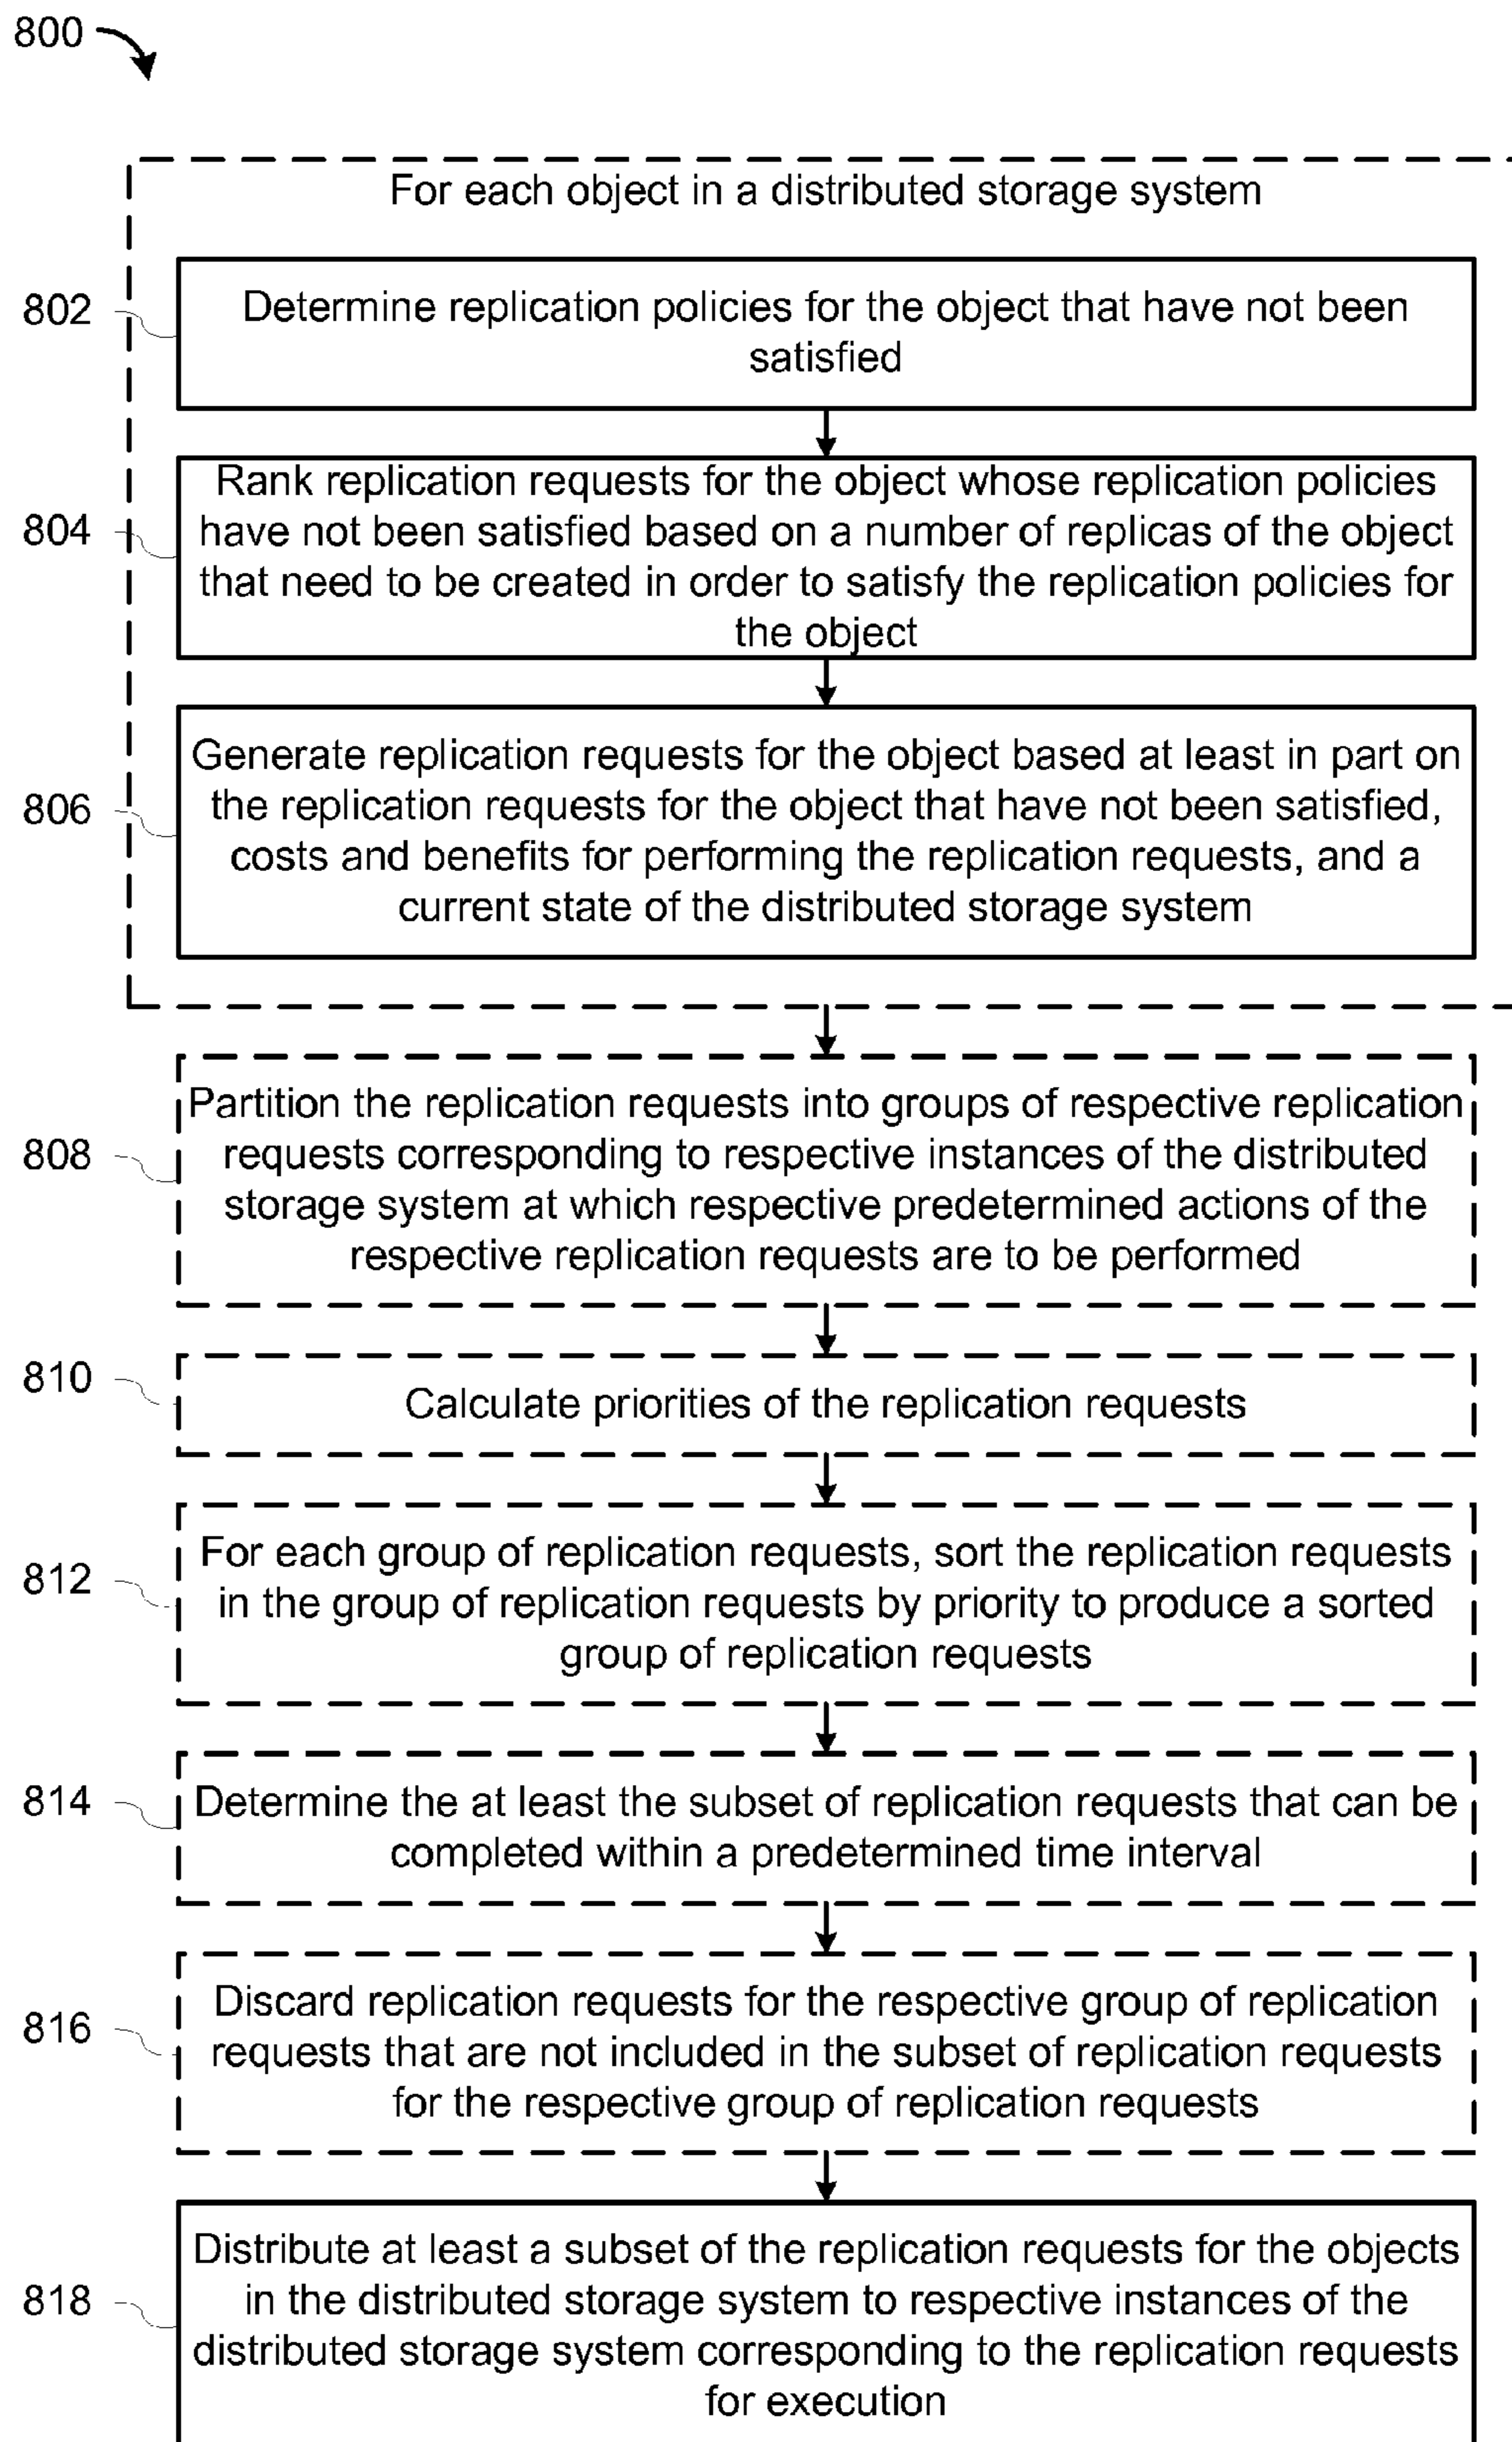 800
For each object in a distributed storage system
802
Determine replication policies for the object that have not been
satisfied
804
Rank replication requests for the object whose replication policies
have not been satisfied based on a number of replicas of the object
that need to be created in order to satisfy the replication policies for
the object
806
Generate replication requests for the object based at least in part on
the replication requests for the object that have not been satisfied,
costs and benefits for performing the replication requests, and a
current state of the distributed storage system
808
Partition the replication requests into groups of respective replication
requests corresponding to respective instances of the distributed
storage system at which respective predetermined actions of the
respective replication requests are to be performed
810
Calculate priorities of the replication requests
812
For each group of replication requests, sort the replication requests
in the group of replication requests by priority to produce a sorted
group of replication requests
814
Determine the at least the subset of replication requests that can be
completed within a predetermined time interval
816
Discard replication requests for the respective group of replication
requests that are not included in the subset of replication requests
for the respective group of replication requests
818
Distribute at least a subset of the replication requests for the objects
in the distributed storage system to respective instances of the
distributed storage system corresponding to the replication requests
for execution